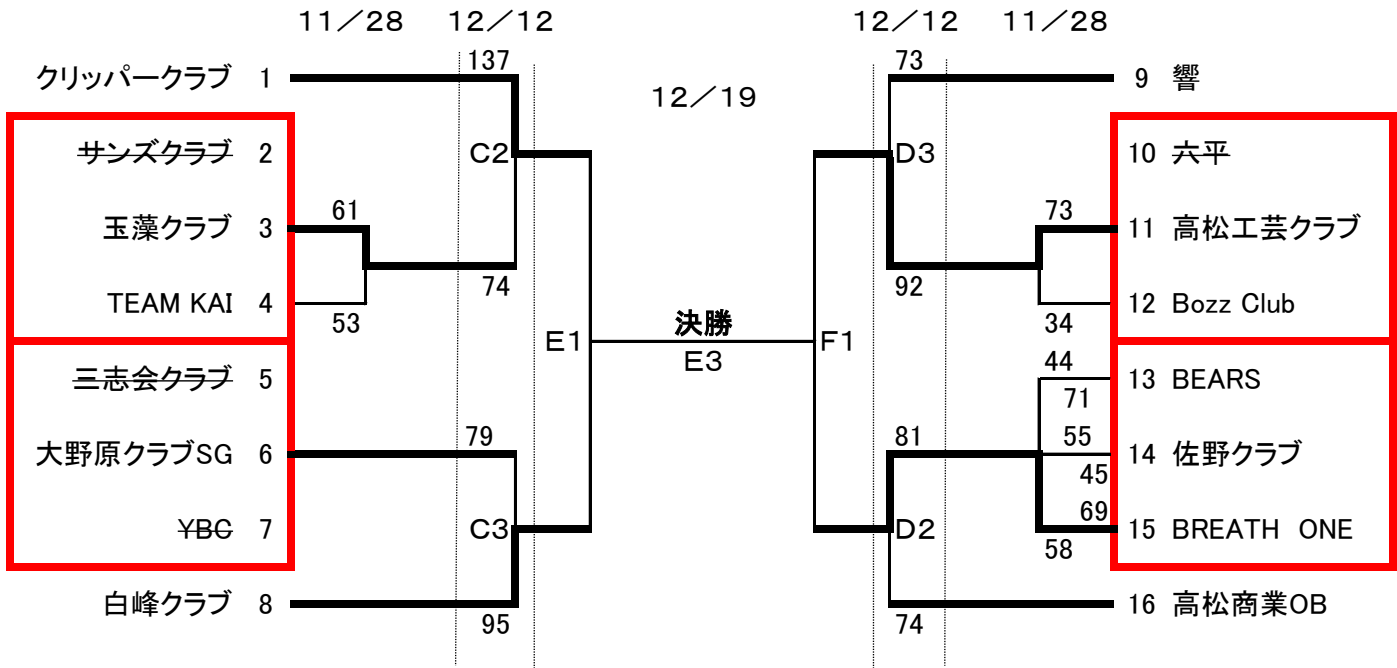 11／28 12／12 12／12 11／28
137 73
クリッパークラブ 1 9 響
12／19
サンズクラブ 2 C2 D3 10 六平
61 73
玉藻クラブ 3 11 高松工芸クラブ
74 92
TEAM KAI 4 12 Bozz Club
53 決勝 34
E1 E3 F1
44
三志会クラブ 5 13 BEARS
71
79 81 55
大野原クラブSG 6 14 佐野クラブ
45
69
YBC 7 C3 D2 15 BREATH ONE
58
白峰クラブ 8 16 高松商業OB
95 74